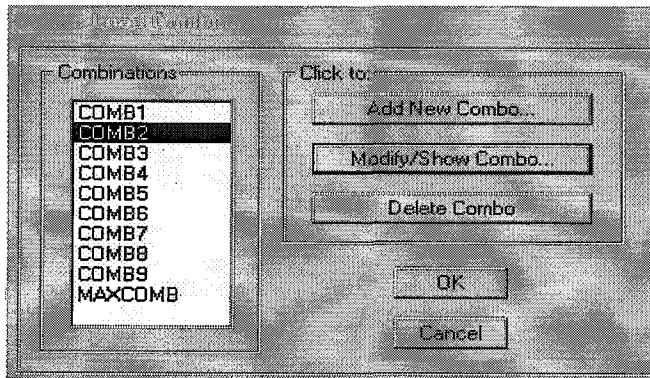 Combinations
COMB1
COMB2
COMB3
COMB4
COMB5
COMB6
COMB7
COMB8
COMB9
MAXCOMB
Click to:
Add New Combo...
Modify/Show Combo...
Delete Combo
OK
Cancel